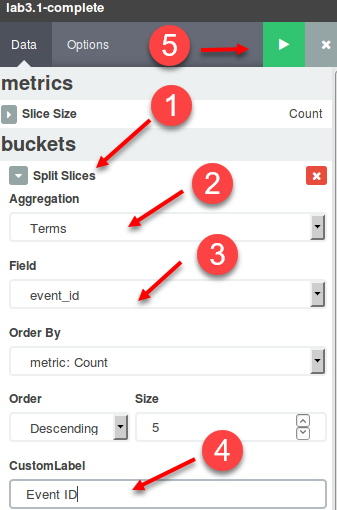 lab3.1-complete
Data Options 5
metrics
Slice Size Count
1
buckets
Split Slices
Aggregation 2
Terms
3
Field
event_id
Order By
metric: Count
Order Size
Descending 5
4
CustomLabel
Event ID